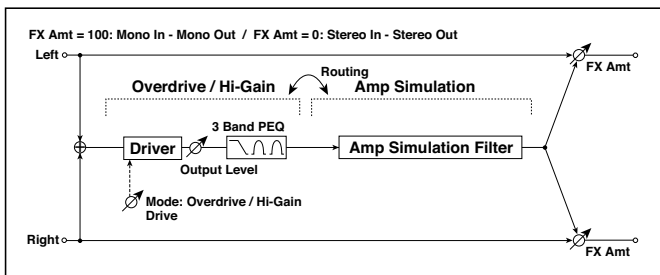 FX Amt = 100: Mono In - Mono Out / FX Amt = 0: Stereo In - Stereo Out
Left
FX Amt
Routing
Overdrive / Hi-Gain
Amp Simulation
3 Band PEQ
Driver
Amp Simulation Filter
Output Level
Mode: Overdrive / Hi-Gain
Drive
Right
FX Amt